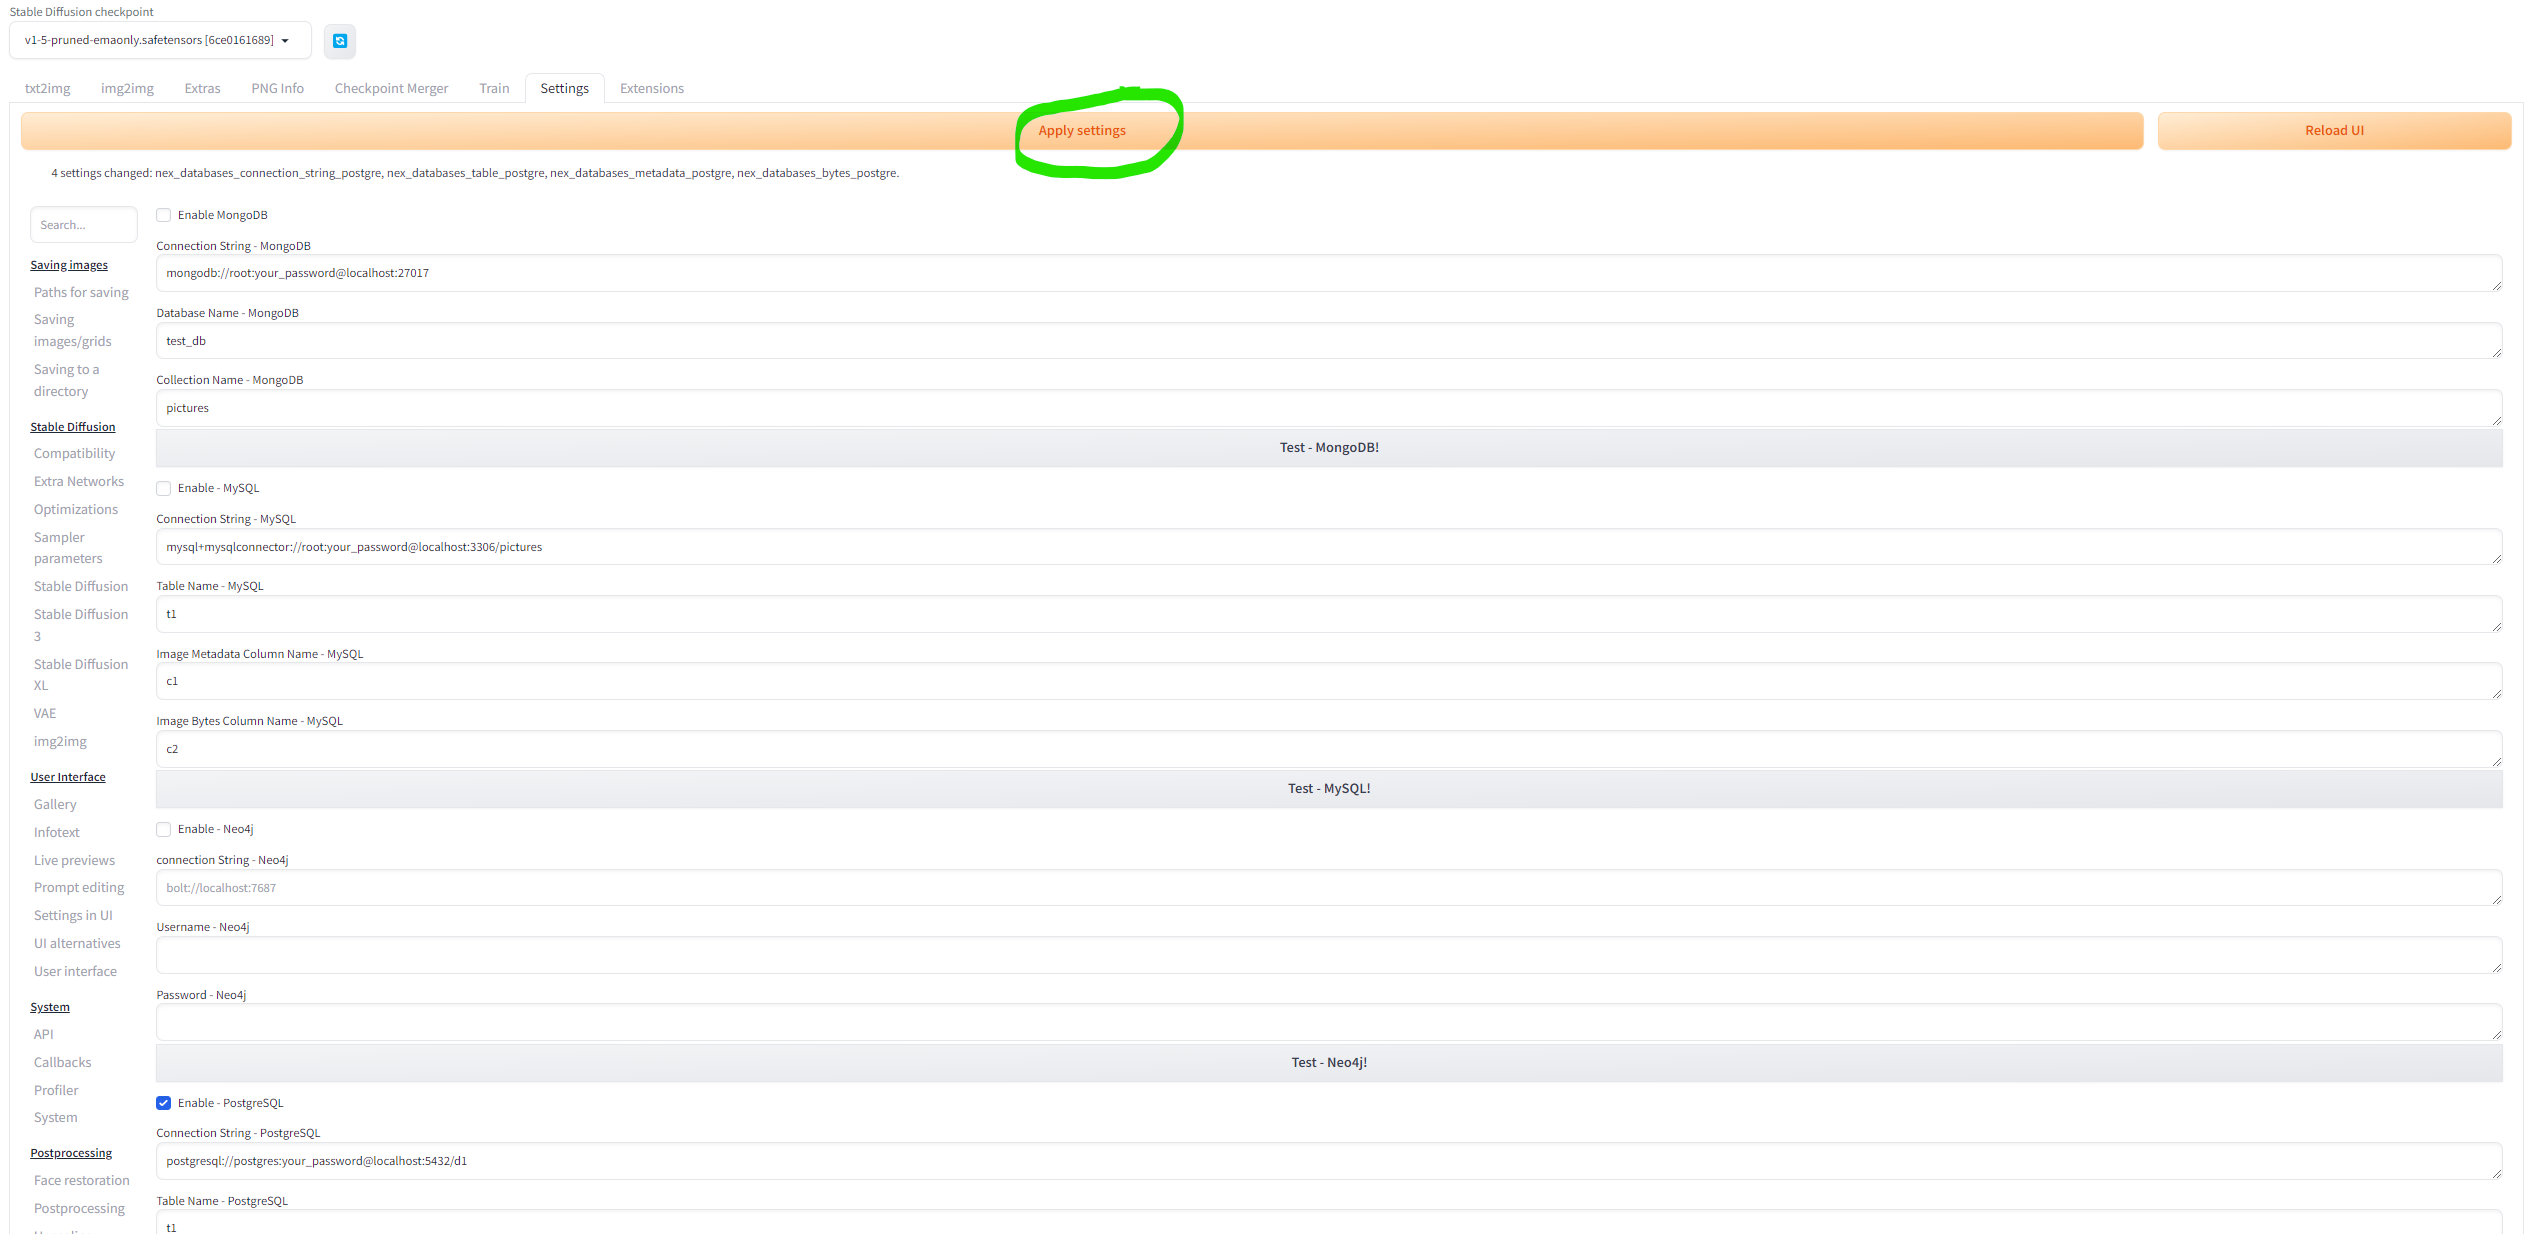 Stable Diffusion checkpoint
v1-5-pruned-emaonly.safetensors [6ce0161689]
txt2img img2img Extras PNG Info Checkpoint Merger Train Settings Extensions
Apply settings Reload UI
4 settings changed: nex_databases_connection_string_postgre, nex_databases_table_postgre, nex_databases_metadata_postgre, nex_databases_bytes_postgre.
Search...
Saving images
Paths for saving
Saving
images/grids
Saving to a
directory
Stable Diffusion
Compatibility
Extra Networks
Optimizations
Sampler
parameters
Stable Diffusion
Stable Diffusion
3
Stable Diffusion
XL
VAE
img2img
User Interface
Gallery
Infotext
Live previews
Prompt editing
Settings in UI
UI alternatives
User interface
System
API
Callbacks
Profiler
System
Postprocessing
Face restoration
Postprocessing
Enable MongoDB
Connection String - MongoDB
mongodb://root:your_password@localhost:27017
Database Name - MongoDB
test_db
Collection Name - MongoDB
pictures
Test - MongoDB!
Enable - MySQL
Connection String - MySQL
mysql+mysqlconnector://root:your_password@localhost:3306/pictures
Table Name - MySQL
t1
Image Metadata Column Name - MySQL
c1
Image Bytes Column Name - MySQL
c2
Test - MySQL!
Enable - Neo4j
connection String - Neo4j
bolt://localhost:7687
Username - Neo4j
Password - Neo4j
Test - Neo4j!
Enable - PostgreSQL
Connection String - PostgreSQL
postgresql://postgres:your_password@localhost:5432/d1
Table Name - PostgreSQL
t1